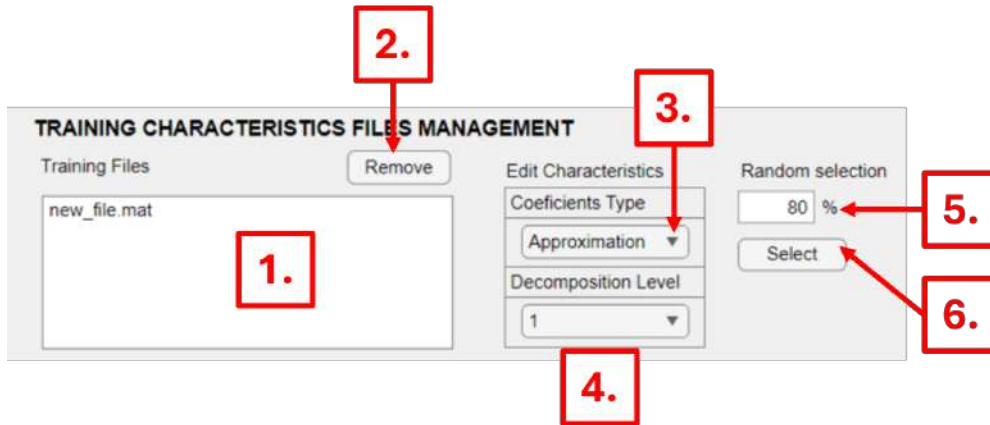 2.
3.
TRAINING CHARACTERISTICS FILES MANAGEMENT
Training Files
Remove
Edit Characteristics
Random selection
new_file.mat
Coeficients Type
80 %
5.
1.
Approximation
Select
Decomposition Level
6.
1
4.